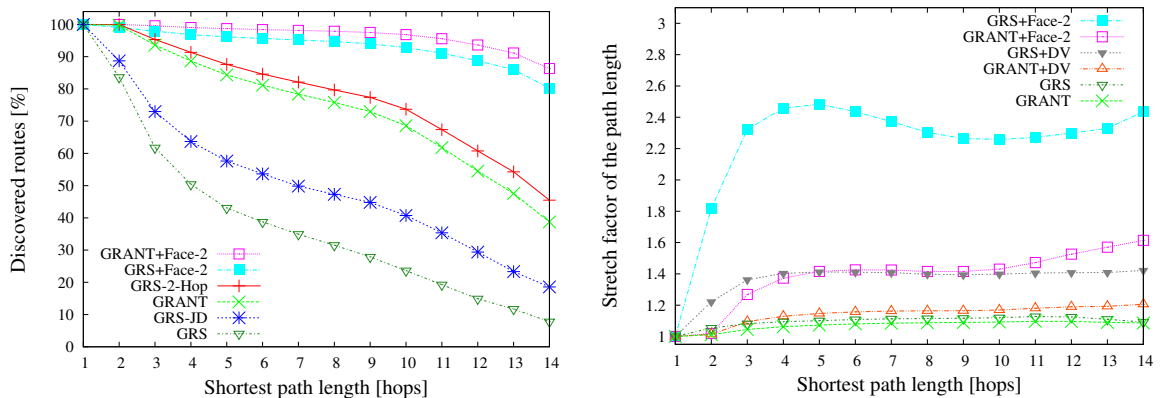 100
90
80
70
60
50
40
30
20
10
0
Discovered routes [%]
GRANT+Face-2
GRS+Face-2
GRS-2-Hop
GRANT
GRS-JD
GRS
1 2 3 4 5 6 7 8 9 10 11 12 13 14
Shortest path length [hops]
3
2.8
2.6
2.4
2.2
2
1.8
1.6
1.4
1.2
1
Stretch factor of the path length
GRS+Face-2
GRANT+Face-2
GRS+DV
GRANT+DV
GRS
GRANT
1 2 3 4 5 6 7 8 9 10 11 12 13 14
Shortest path length [hops]